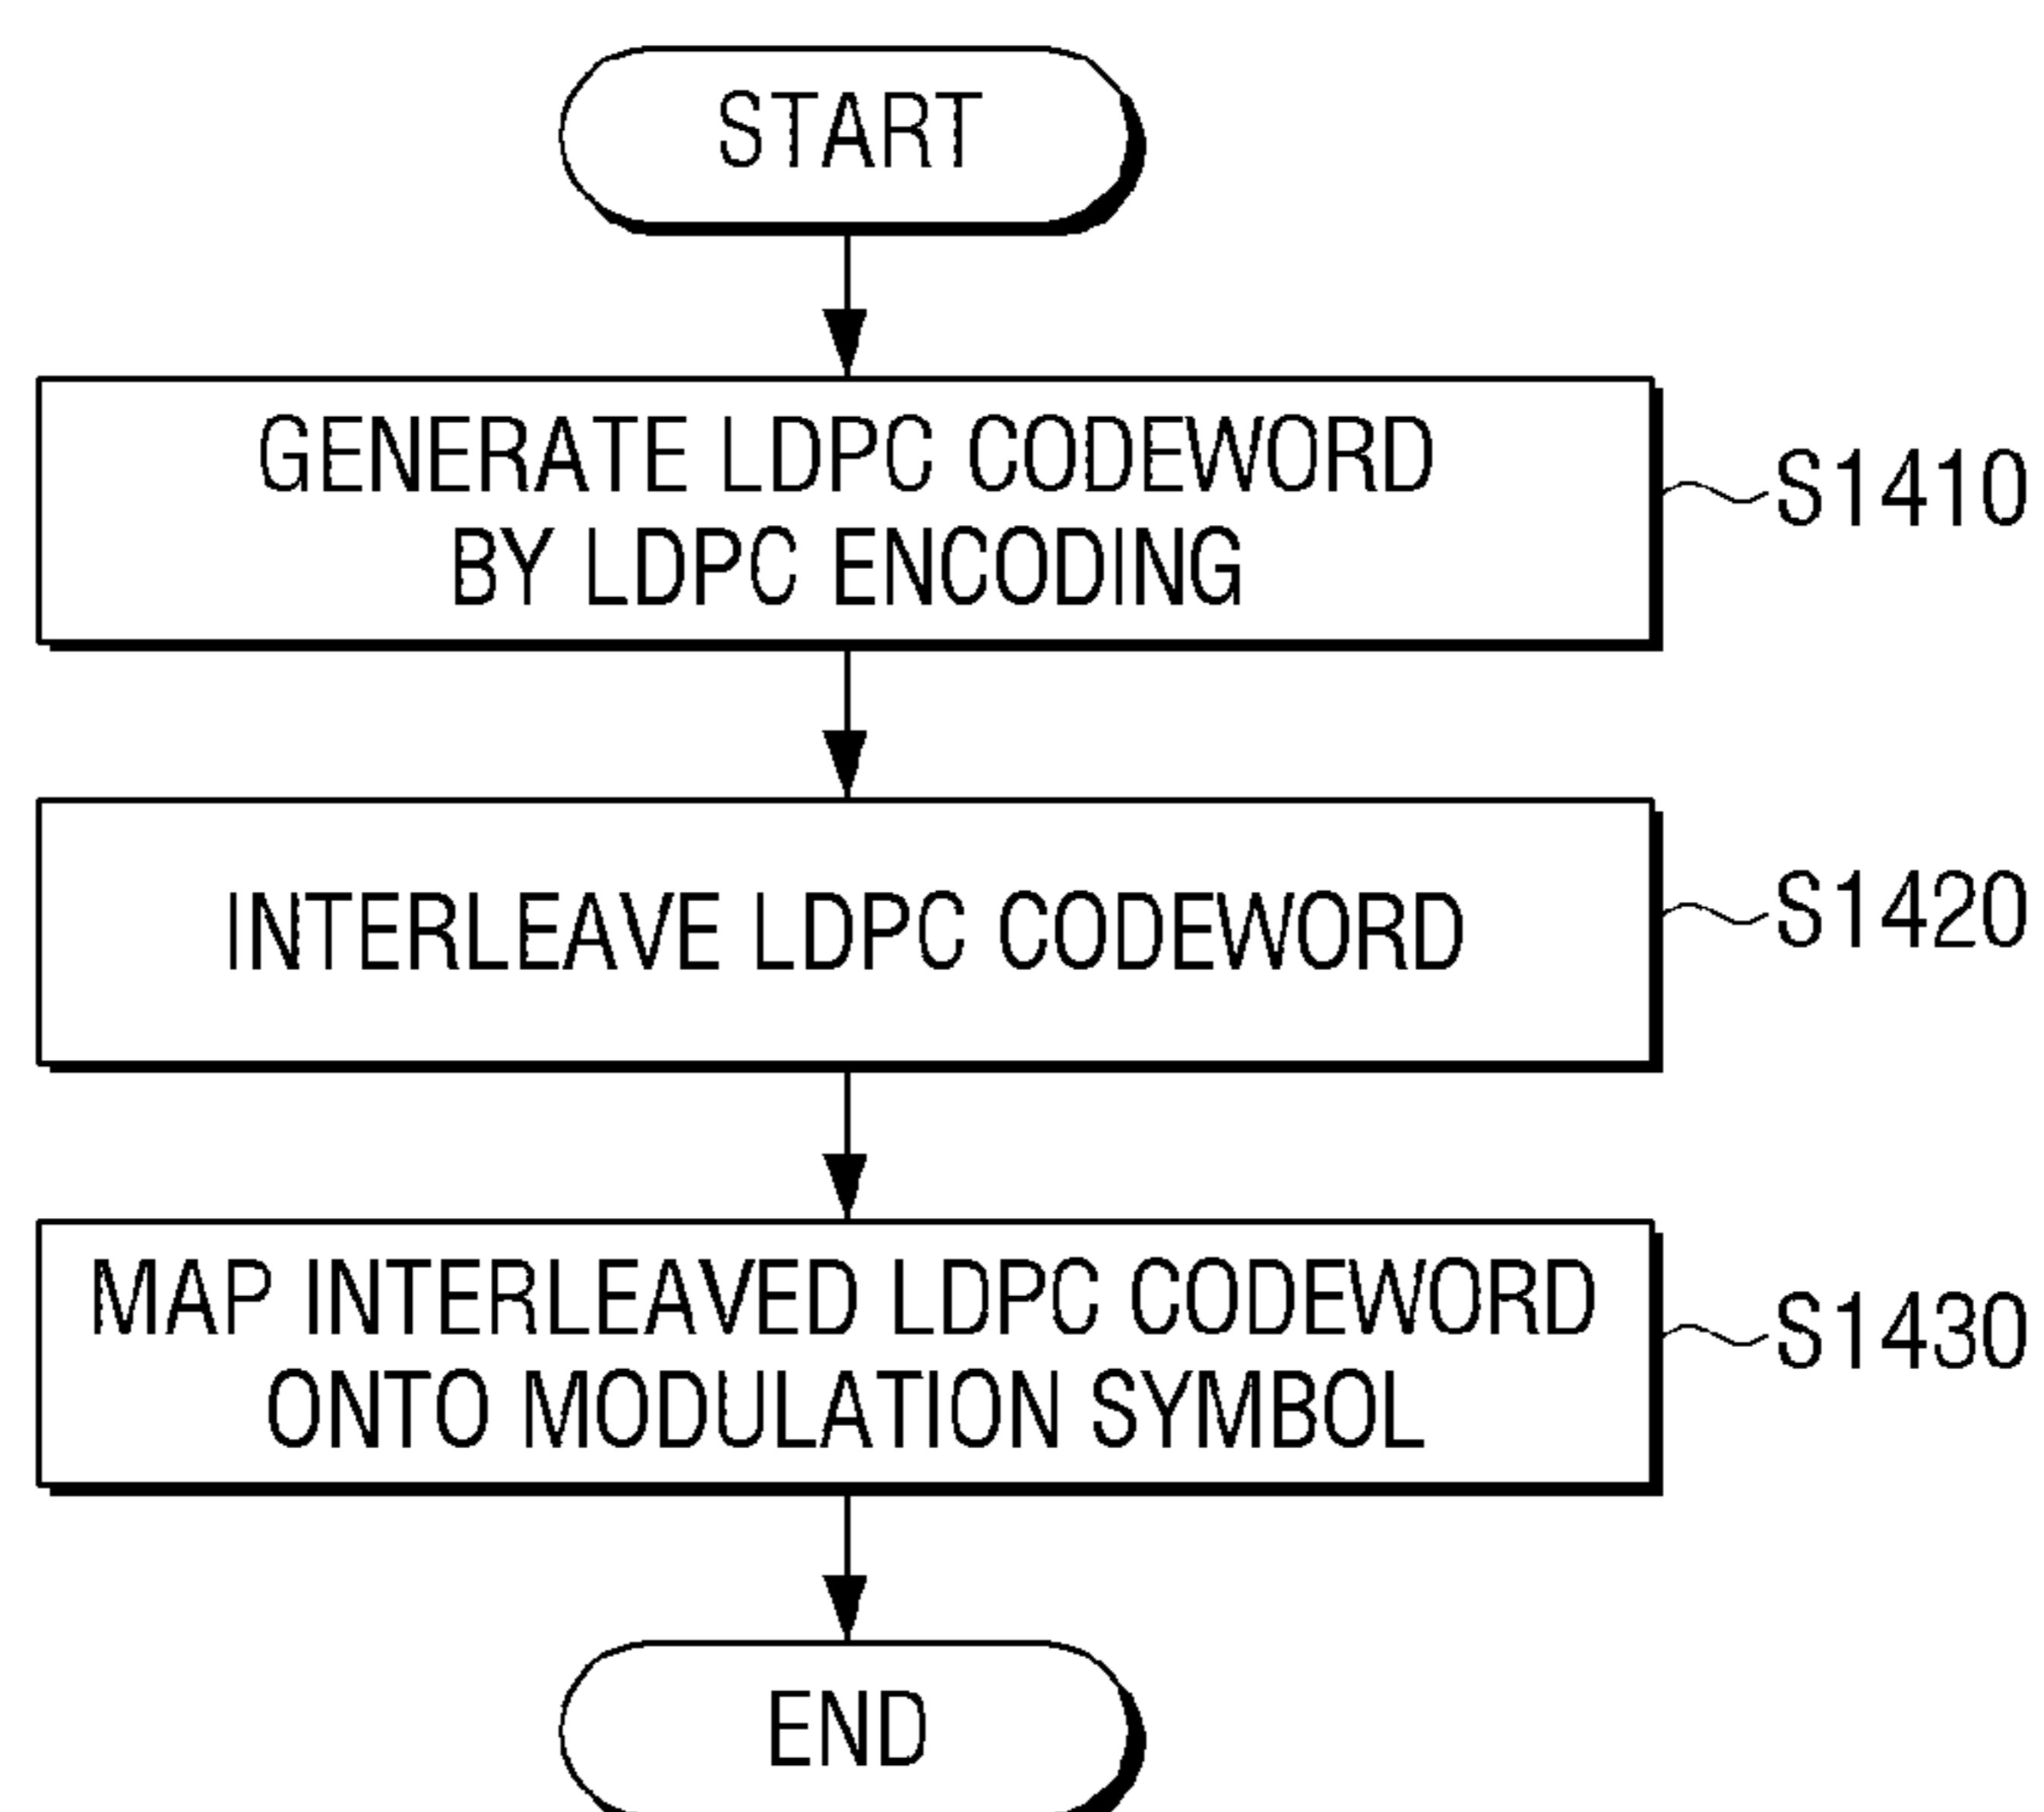 START
GENERATE LDPC CODEWORD
BY LDPC ENCODING
S1410
INTERLEAVE LDPC CODEWORD
S1420
MAP INTERLEAVED LDPC CODEWORD
ONTO MODULATION SYMBOL
S1430
END